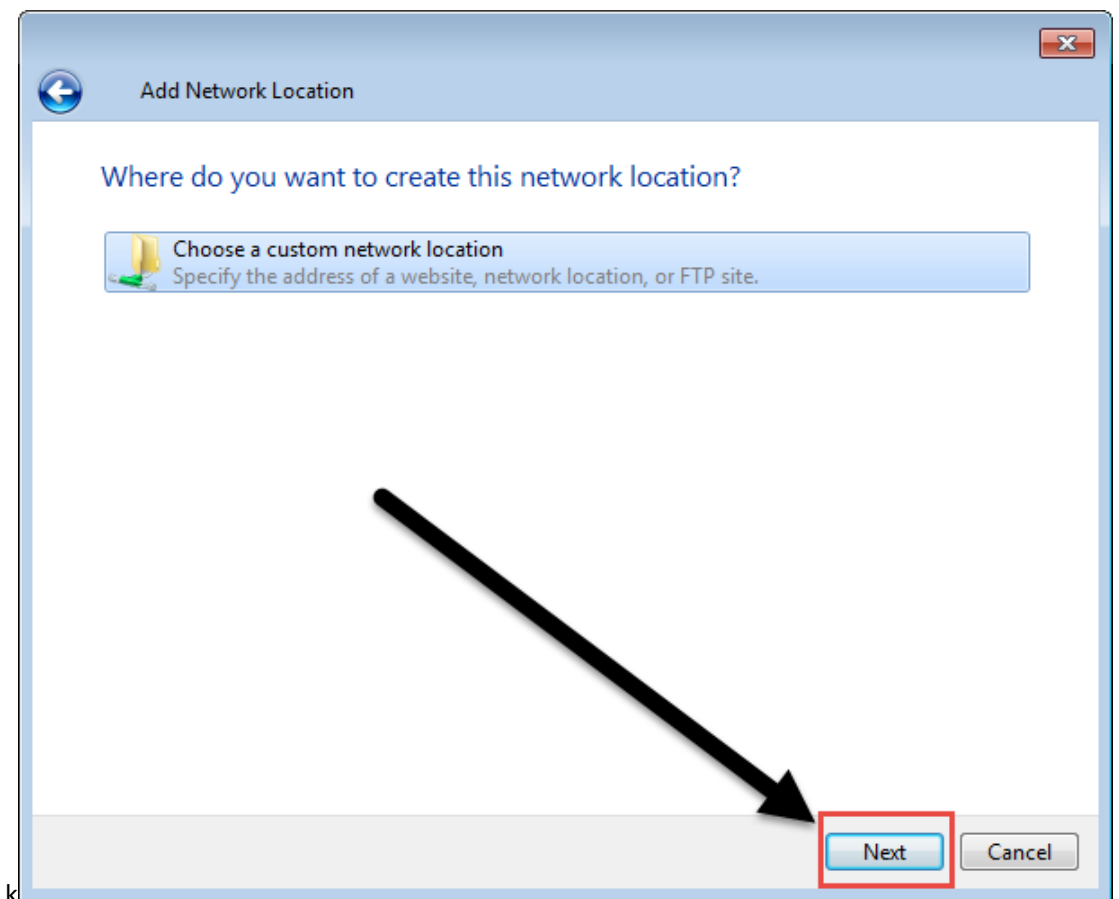 Add Network Location
Where do you want to create this network location?
Choose a custom network location
Specify the address of a website, network location, or FTP site.
Next Cancel
k